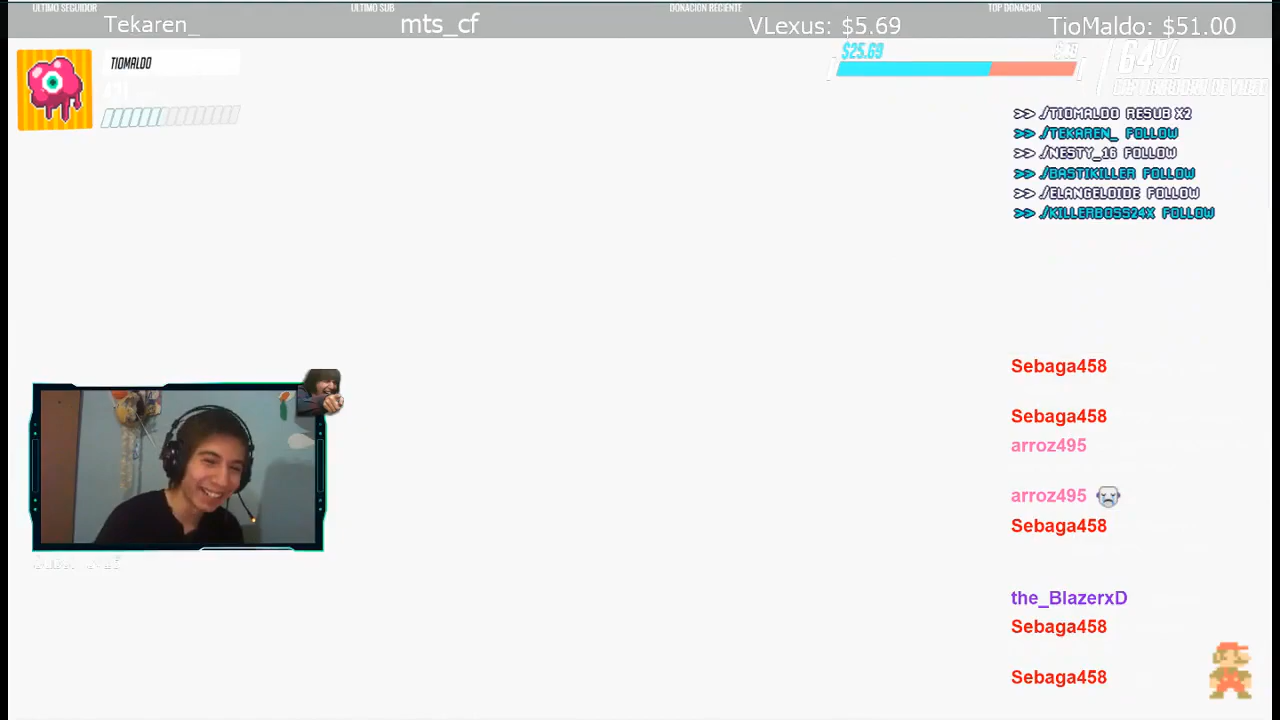 ULTIMO SEGUIDOR
ULTIMO SUB
DONACION RECIENTE
TOP DONACION
Tekaren_
mts_cf
VLexus: $5.69
TioMaldo: $51.00
TIOMALDO
$25.69
64%
>> ./TIOMALDO RESUB X2
>> ./TEKAREN_ FOLLOW
>> ./NESTY_16 FOLLOW
>> ./BASTIKILLER FOLLOW
>> ./ELANGELOIDE FOLLOW
>> ./KILLERBOSS24X FOLLOW
Sebaga458
Sebaga458
arroz495
arroz495
Sebaga458
the_BlazerxD
Sebaga458
Sebaga458